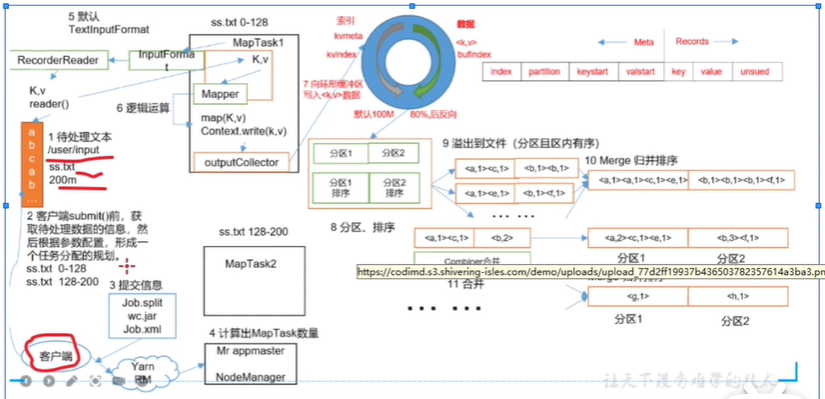 5 默认
TextInputFormat
ss.txt 0-128
MapTask1
RecorderReader
InputForma
t
K,v
K,v
reader()
Mapper
6 逻辑运算
map(K,v)
Context.write(k,v)
outputCollector
a
b
c
a
b
...
1 待处理文本
/user/input
ss.txt
200m
2 客户端submit()前，获
取待处理数据的信息，然
后根据参数配置，形成一
个任务分配的规划。
ss.txt 0-128
ss.txt 128-200
3 提交信息
Job.split
wc.jar
Job.xml
客户端
Yarn
RM
4 计算出MapTask数量
Mr appmaster
NodeManager
ss.txt 128-200
MapTask2
索引
kvmeta
kvindex
数据
<k,v>
bufindex
7 向环形缓冲区
写入<k,v>数据
默认100M
80%,后反向
Meta
Records
index
partition
keystart
valstart
key
value
unsued
分区1
分区2
分区1
排序
分区2
排序
8 分区、排序
9 溢出到文件（分区且区内有序）
<a,1><c,1>
<b,1><b,1>
<a,1><e,1>
<b,1><f,1>
... ...
10 Merge 归并排序
<a,1><a,1><c,1><e,1>
<b,1><b,1><b,1><f,1>
<a,1><c,1>
<b,2>
Combiner合并
11 合并
... ...
<a,2><c,1><e,1>
<b,3><f,1>
分区1
分区2
https://codimd.s3.shivering-isles.com/demo/uploads/upload_77d2ff19937b436503782357614a3ba3.pn
<g,1>
<h,1>
分区1
分区2
让天下没有难学的技术